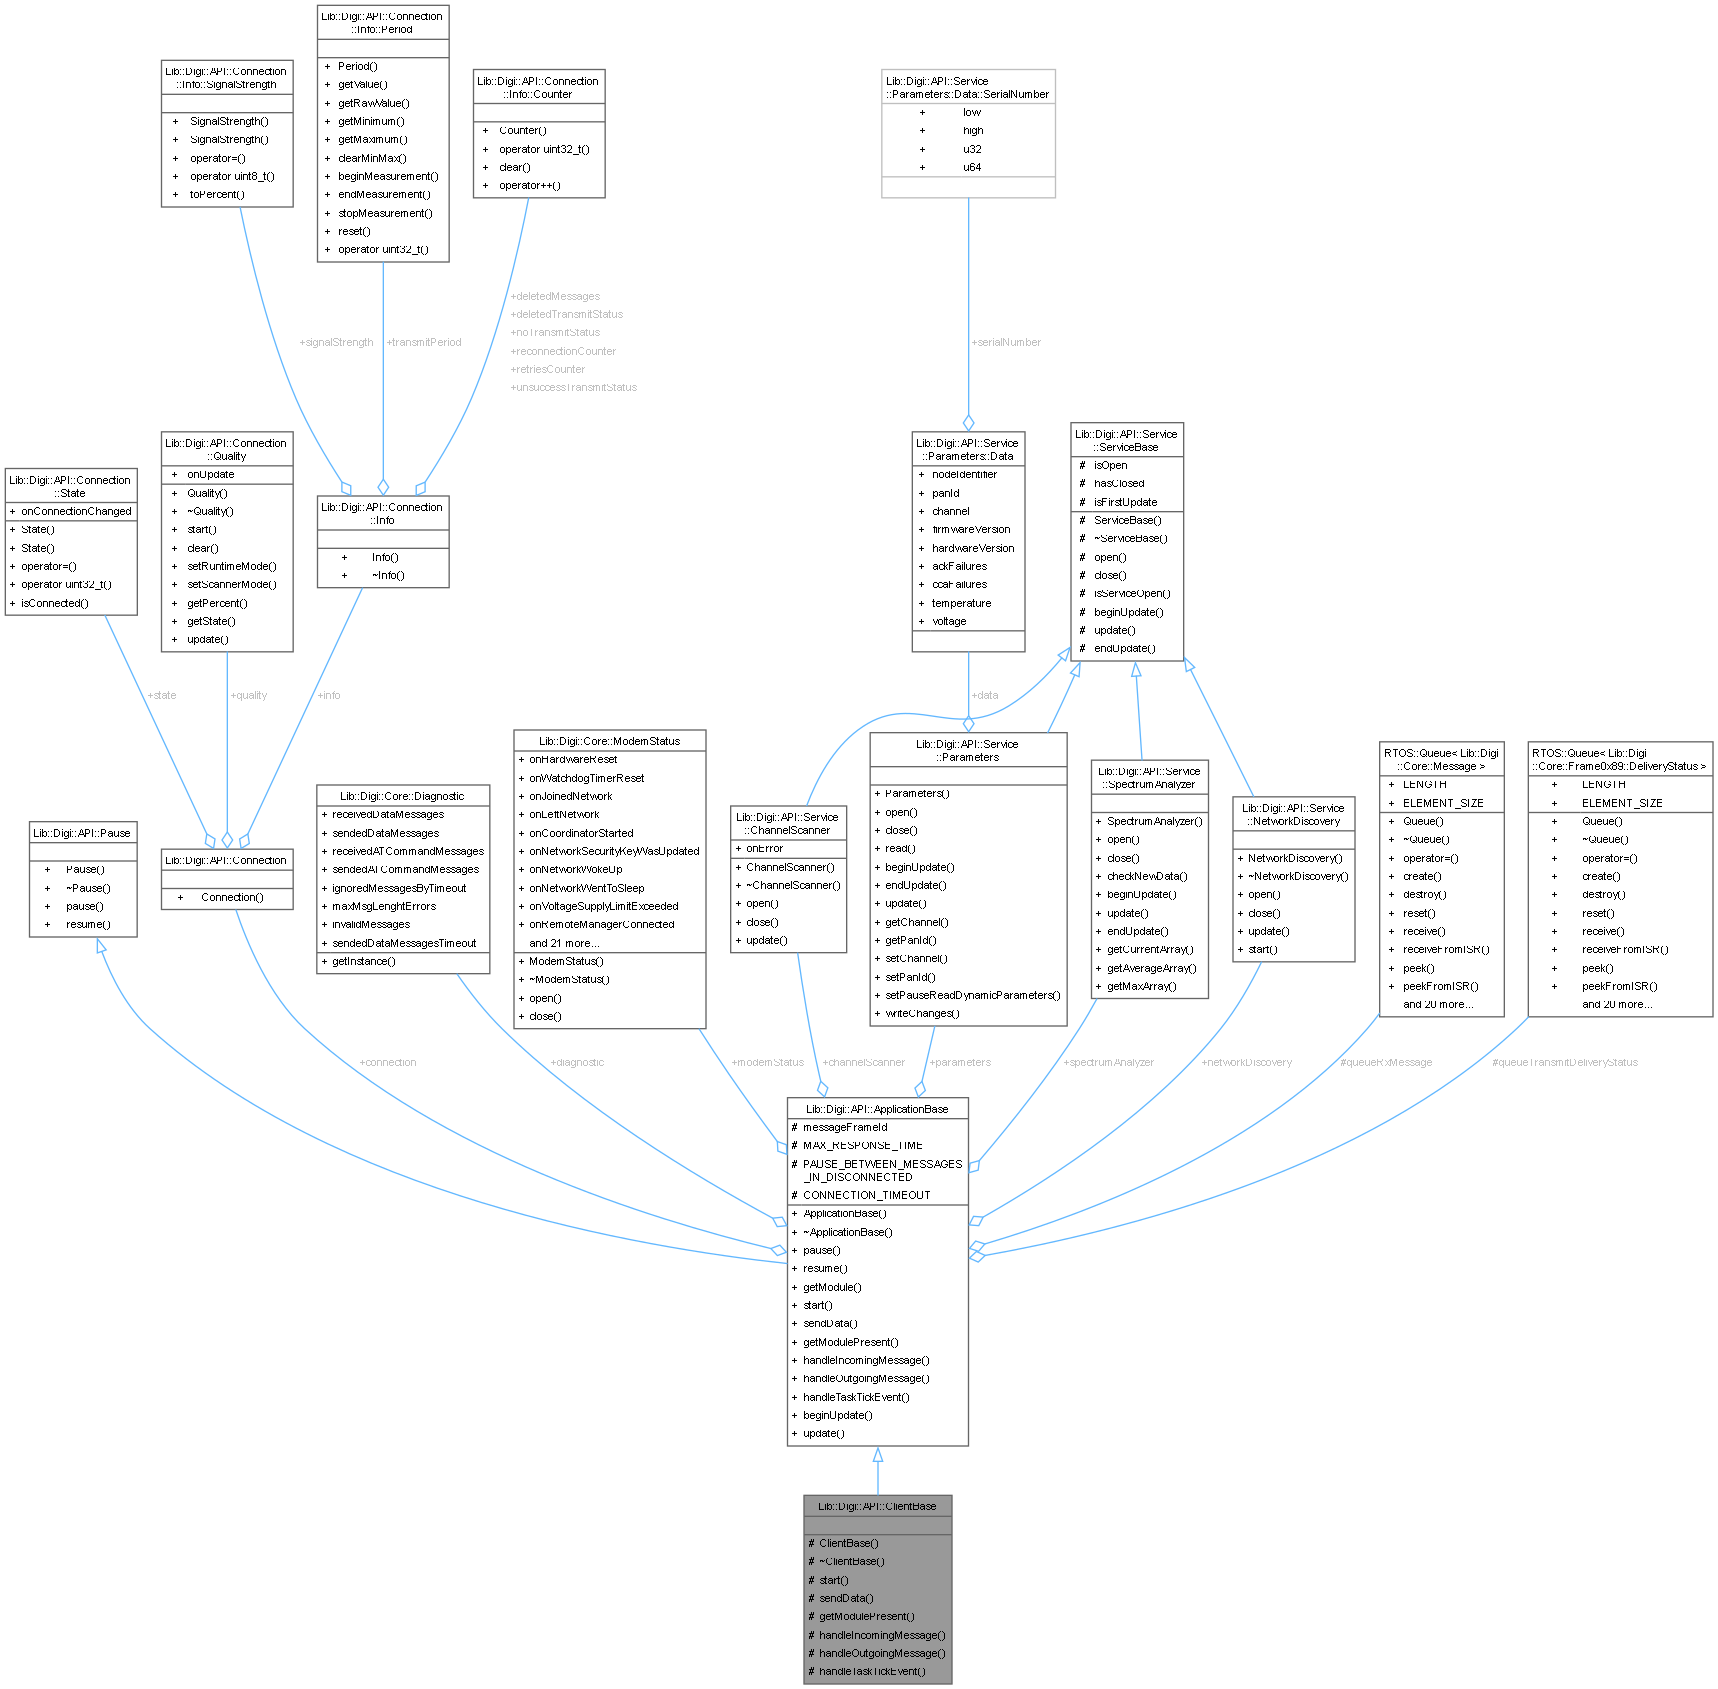 Lib::Digi::API::Connection
::Info::Period
+ Period()
+ getValue()
+ getRawValue()
+ getMinimum()
+ getMaximum()
+ clearMinMax()
+ beginMeasurement()
+ endMeasurement()
+ stopMeasurement()
+ reset()
+ operator uint32_t()
Lib::Digi::API::Connection
::Info::SignalStrength
+ SignalStrength()
+ SignalStrength()
+ operator=()
+ operator uint8_t()
+ toPercent()
Lib::Digi::API::Connection
::Info::Counter
+ Counter()
+ operator uint32_t()
+ clear()
+ operator++()
Lib::Digi::API::Service
::Parameters::Data::SerialNumber
+ low
+ high
+ u32
+ u64
+signalStrength
+transmitPeriod
+deletedMessages
+deletedTransmitStatus
+noTransmitStatus
+reconnectionCounter
+retriesCounter
+unsuccessTransmitStatus
+serialNumber
Lib::Digi::API::Connection
::State
+ onConnectionChanged
+ State()
+ State()
+ operator=()
+ operator uint32_t()
+ isConnected()
Lib::Digi::API::Connection
::Quality
+ onUpdate
+ Quality()
+ ~Quality()
+ start()
+ clear()
+ setRuntimeMode()
+ setScannerMode()
+ getPercent()
+ getState()
+ update()
Lib::Digi::API::Connection
::Info
+ Info()
+ ~Info()
Lib::Digi::API::Service
::Parameters::Data
+ nodeIdentifier
+ panId
+ channel
+ firmwareVersion
+ hardwareVersion
+ ackFailures
+ ccaFailures
+ temperature
+ voltage
Lib::Digi::API::Service
::ServiceBase
# isOpen
# hasClosed
# isFirstUpdate
# ServiceBase()
# ~ServiceBase()
# open()
# close()
# isServiceOpen()
# beginUpdate()
# update()
# endUpdate()
+state
+quality
+info
+data
Lib::Digi::API::Pause
+ Pause()
+ ~Pause()
+ pause()
+ resume()
Lib::Digi::API::Connection
+ Connection()
Lib::Digi::Core::Diagnostic
+ receivedDataMessages
+ sendedDataMessages
+ receivedATCommandMessages
+ sendedATCommandMessages
+ ignoredMessagesByTimeout
+ maxMsgLenghtErrors
+ invalidMessages
+ sendedDataMessagesTimeout
+ getInstance()
Lib::Digi::Core::ModemStatus
+ onHardwareReset
+ onWatchdogTimerReset
+ onJoinedNetwork
+ onLeftNetwork
+ onCoordinatorStarted
+ onNetworkSecurityKeyWasUpdated
+ onNetworkWokeUp
+ onNetworkWentToSleep
+ onVoltageSupplyLimitExceeded
+ onRemoteManagerConnected
and 21 more...
+ ModemStatus()
+ ~ModemStatus()
+ open()
+ close()
Lib::Digi::API::Service
::ChannelScanner
+ onError
+ ChannelScanner()
+ ~ChannelScanner()
+ open()
+ close()
+ update()
Lib::Digi::API::Service
::Parameters
+ Parameters()
+ open()
+ close()
+ read()
+ beginUpdate()
+ endUpdate()
+ update()
+ getChannel()
+ getPanId()
+ setChannel()
+ setPanId()
+ setPauseReadDynamicParameters()
+ writeChanges()
Lib::Digi::API::Service
::SpectrumAnalyzer
+ SpectrumAnalyzer()
+ open()
+ close()
+ checkNewData()
+ beginUpdate()
+ update()
+ endUpdate()
+ getCurrentArray()
+ getAverageArray()
+ getMaxArray()
Lib::Digi::API::Service
::NetworkDiscovery
+ NetworkDiscovery()
+ ~NetworkDiscovery()
+ open()
+ close()
+ update()
+ start()
RTOS::Queue< Lib::Digi
::Core::Message >
+ LENGTH
+ ELEMENT_SIZE
+ Queue()
+ ~Queue()
+ operator=()
+ create()
+ destroy()
+ reset()
+ receive()
+ receiveFromISR()
+ peek()
+ peekFromISR()
and 20 more...
RTOS::Queue< Lib::Digi
::Core::Frame0x89::DeliveryStatus >
+ LENGTH
+ ELEMENT_SIZE
+ Queue()
+ ~Queue()
+ operator=()
+ create()
+ destroy()
+ reset()
+ receive()
+ receiveFromISR()
+ peek()
+ peekFromISR()
and 20 more...
+connection
+diagnostic
+modemStatus
+channelScanner
+parameters
+spectrumAnalyzer
+networkDiscovery
#queueRxMessage
#queueTransmitDeliveryStatus
Lib::Digi::API::ApplicationBase
# messageFrameId
# MAX_RESPONSE_TIME
# PAUSE_BETWEEN_MESSAGES
_IN_DISCONNECTED
# CONNECTION_TIMEOUT
+ ApplicationBase()
+ ~ApplicationBase()
+ pause()
+ resume()
+ getModule()
+ start()
+ sendData()
+ getModulePresent()
+ handleIncomingMessage()
+ handleOutgoingMessage()
+ handleTaskTickEvent()
+ beginUpdate()
+ update()
Lib::Digi::API::ClientBase
# ClientBase()
# ~ClientBase()
# start()
# sendData()
# getModulePresent()
# handleIncomingMessage()
# handleOutgoingMessage()
# handleTaskTickEvent()